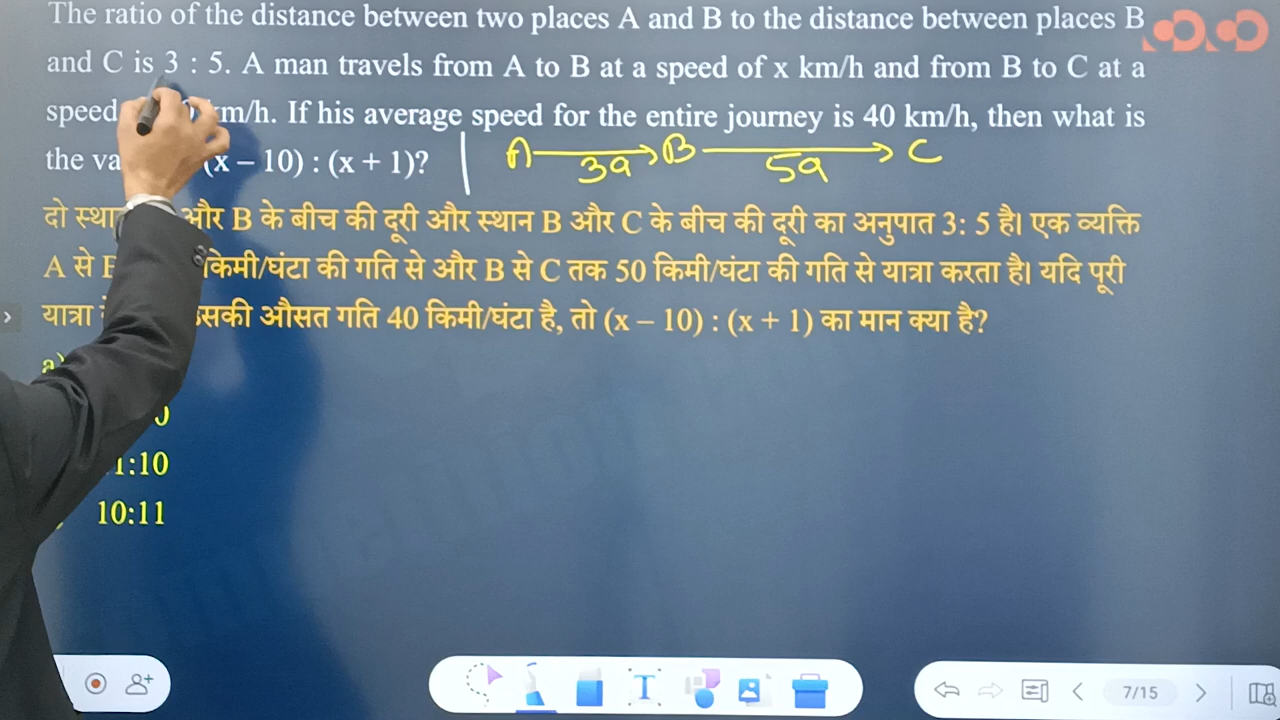 The ratio of the distance between two places A and B to the distance between places B
and C is 3 : 5. A man travels from A to B at a speed of x km/h and from B to C at a
speed km/h. If his average speed for the entire journey is 40 km/h, then what is
the (x – 10) : (x + 1)? A 3a B 5a C
दो और B के बीच की दूरी और स्थान B और C के बीच की दूरी का अनुपात 3: 5 है। एक व्यक्ति
A से किमी/घंटा की गति से और B से C तक 50 किमी/घंटा की गति से यात्रा करता है। यदि पूरी
यात्रा औसत गति 40 किमी/घंटा है, तो (x – 10) : (x + 1) का मान क्या है?
a)
1:10
10:11
T
7/15